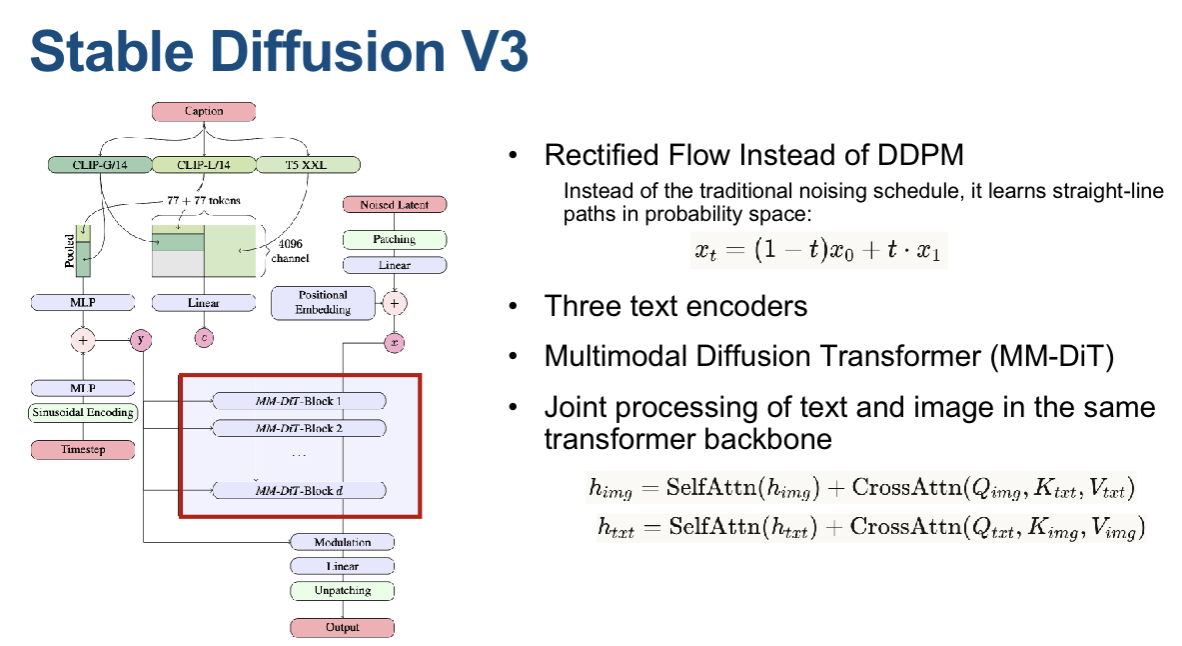 Stable Diffusion V3
Caption
CLIP-G/14
CLIP-L/14
T5 XXL
77 + 77 tokens
Pooled
4096
channel
MLP
Linear
+
y
c
MLP
Sinusoidal Encoding
Timestep
Noised Latent
Patching
Linear
Positional
Embedding
+
x
MM-DiT-Block 1
MM-DiT-Block 2
. . .
MM-DiT-Block d
Modulation
Linear
Unpatching
Output
• Rectified Flow Instead of DDPM
Instead of the traditional noising schedule, it learns straight-line
paths in probability space:
x_t = (1 − t)x_0 + t · x_1
• Three text encoders
• Multimodal Diffusion Transformer (MM-DiT)
• Joint processing of text and image in the same
transformer backbone
h_{img} = SelfAttn(h_{img}) + CrossAttn(Q_{img}, K_{txt}, V_{txt})
h_{txt} = SelfAttn(h_{txt}) + CrossAttn(Q_{txt}, K_{img}, V_{img})